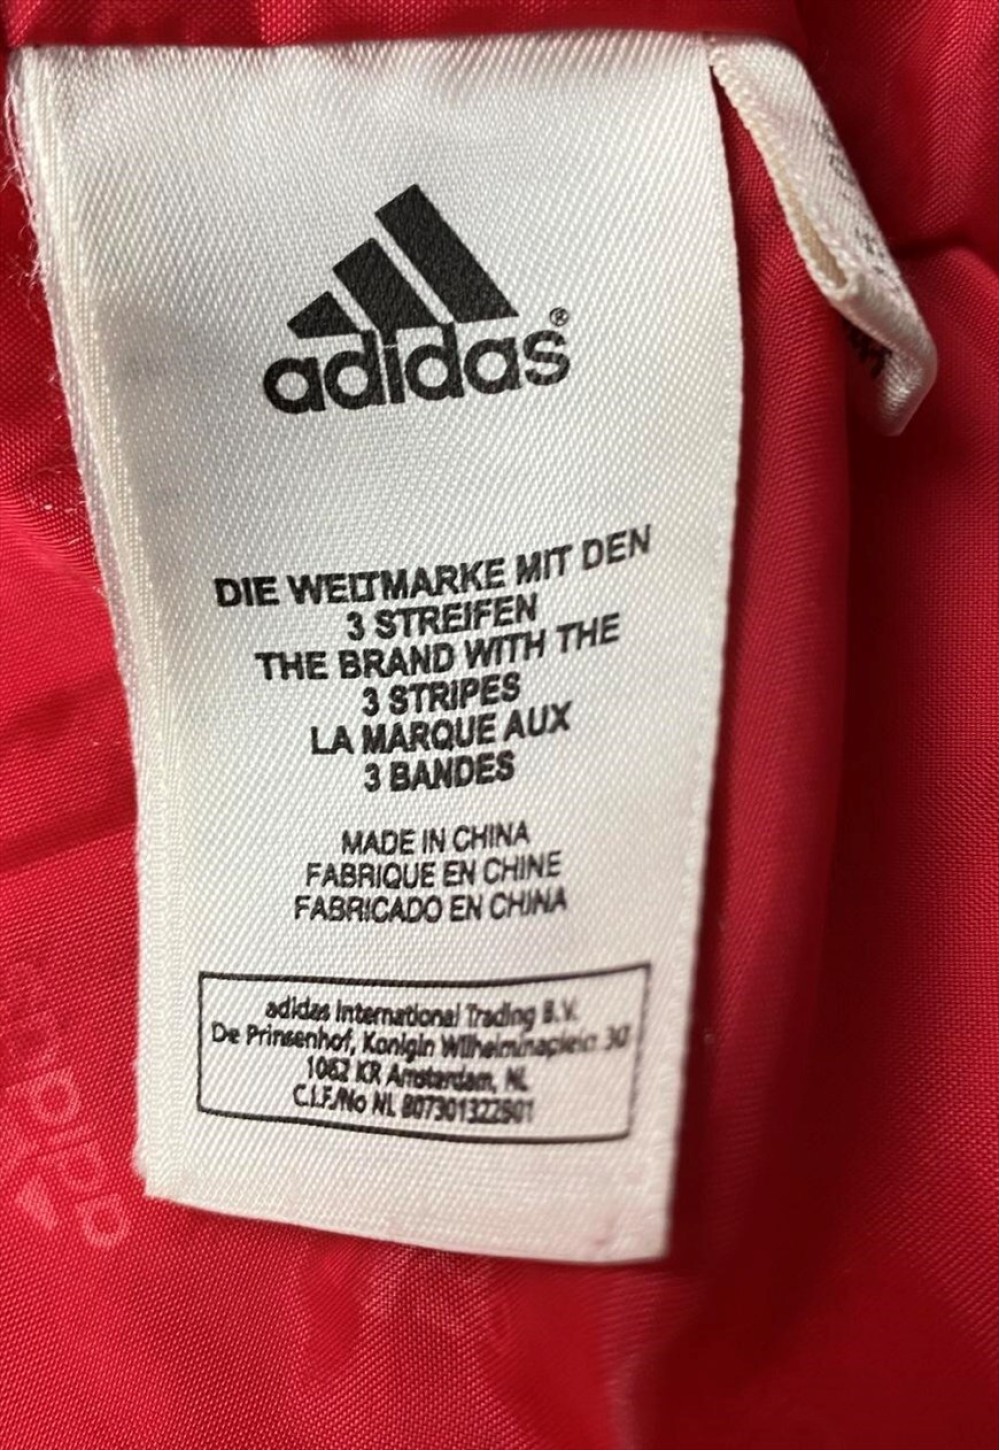 adidas®
DIE WELTMARKE MIT DEN
3 STREIFEN
THE BRAND WITH THE
3 STRIPES
LA MARQUE AUX
3 BANDES
MADE IN CHINA
FABRIQUE EN CHINE
FABRICADO EN CHINA
adidas International Trading B.V.
De Prinsenhof, Konigin Wilhelminaplein 30
1062 KR Amsterdam, NL
C.I.F./No NL
adidas